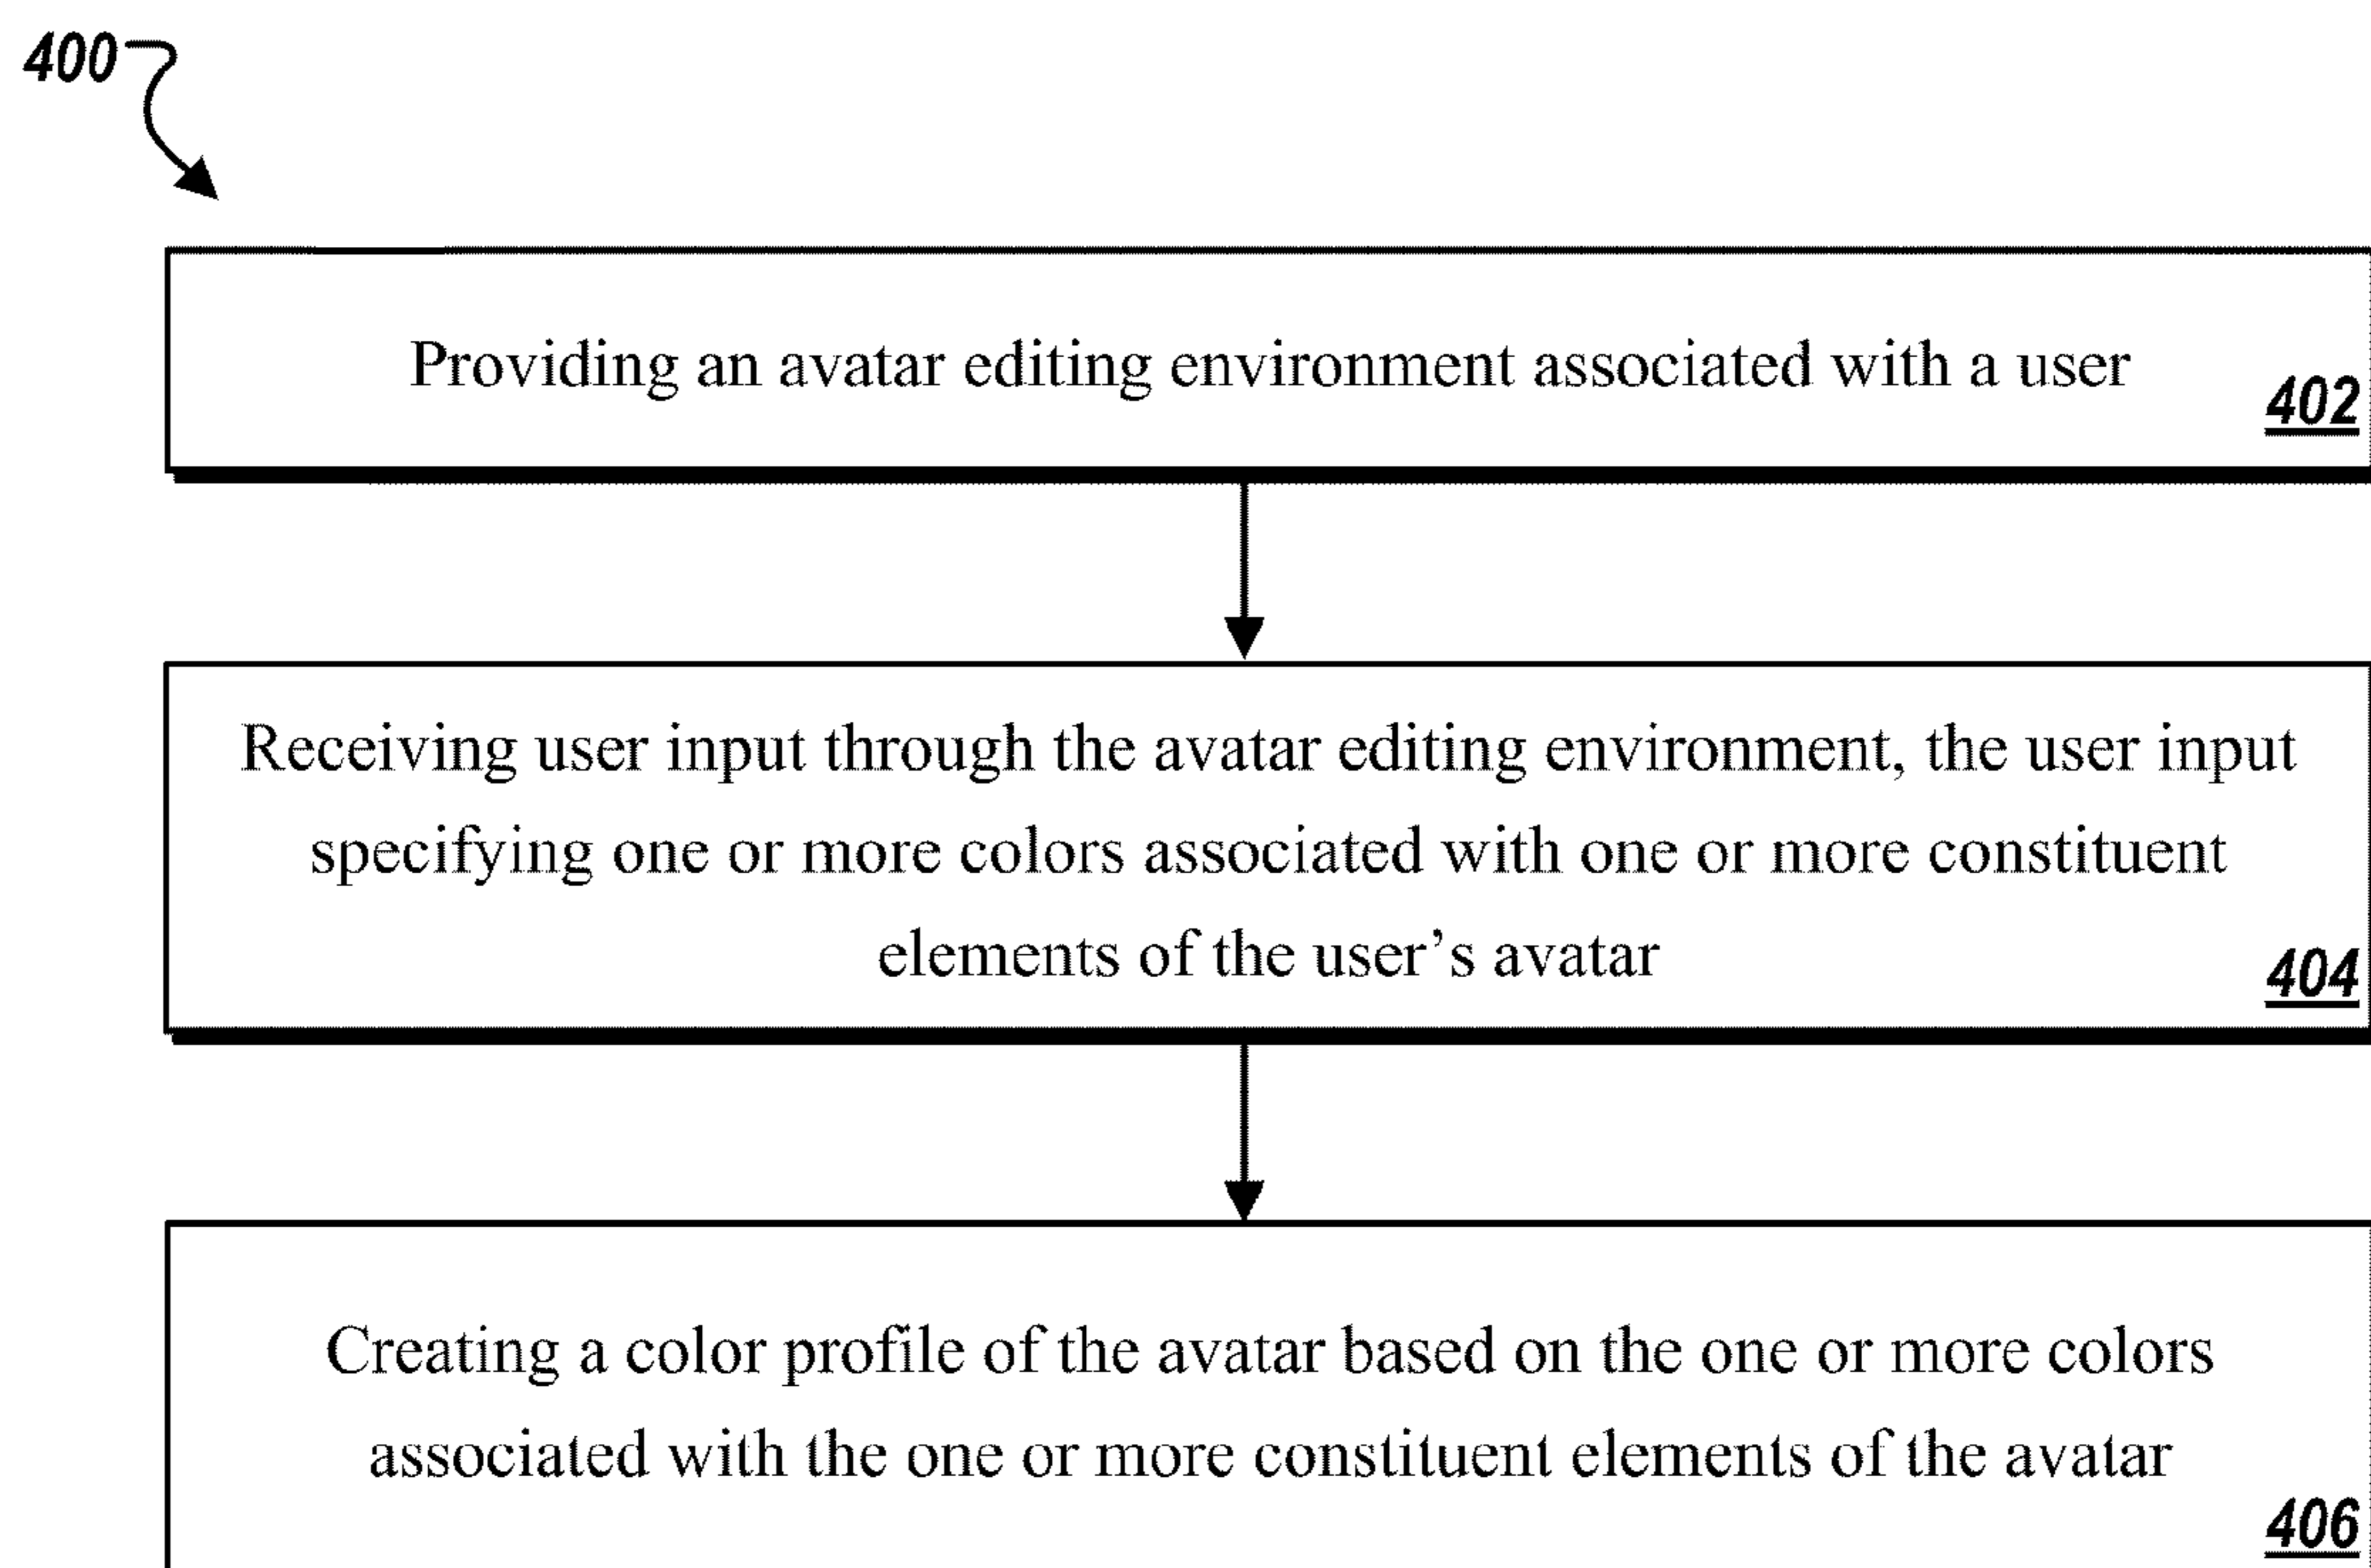 400
Providing an avatar editing environment associated with a user
402
Receiving user input through the avatar editing environment, the user input
specifying one or more colors associated with one or more constituent
elements of the user’s avatar
404
Creating a color profile of the avatar based on the one or more colors
associated with the one or more constituent elements of the avatar
406